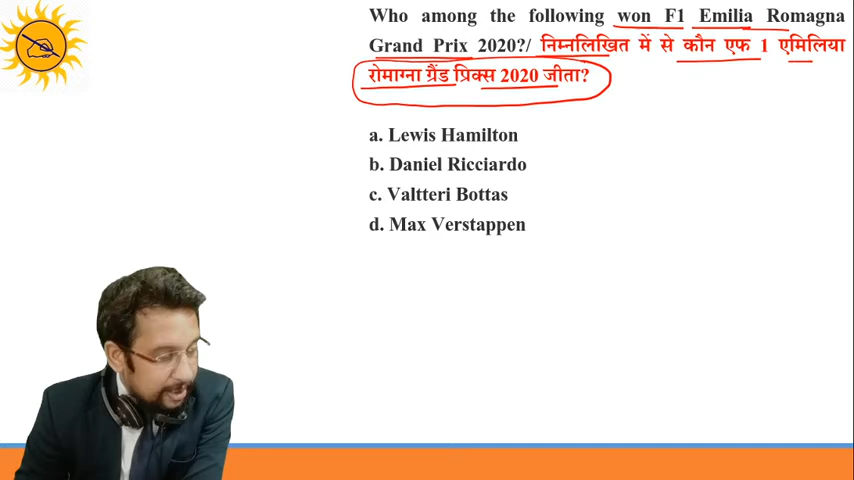 Who among the following won F1 Emilia Romagna
Grand Prix 2020?/ निम्नलिखित में से कौन एफ 1 एमिलिया
रोमाग्ना ग्रैंड प्रिक्स 2020 जीता?
a. Lewis Hamilton
b. Daniel Ricciardo
c. Valtteri Bottas
d. Max Verstappen